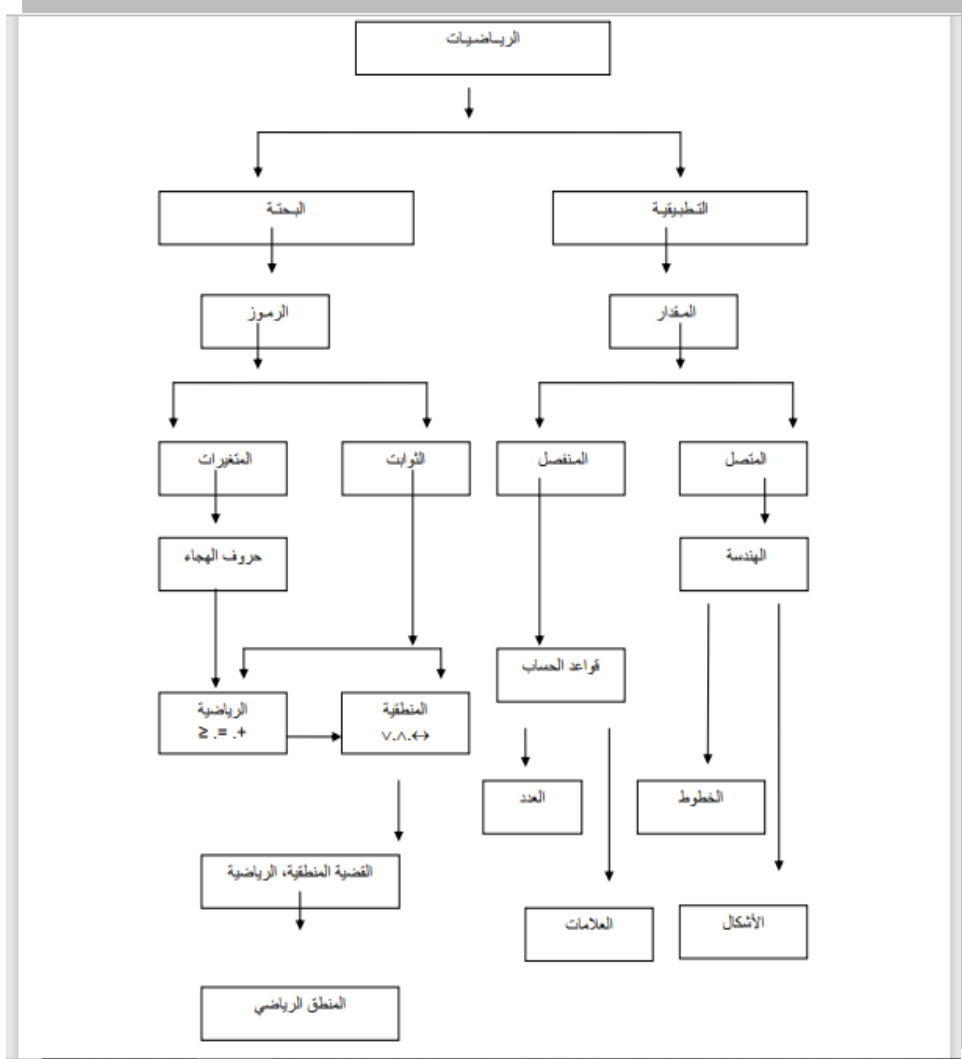 الرياضيات
التطبيقية
البحتة
المقدار
الرموز
المتصل
المنفصل
الثوابت
المتغيرات
الهندسة
حروف الهجاء
قواعد الحساب
المنطقية
∨.∧.↔
الرياضية
≥ .= .+
الخطوط
العدد
القضية المنطقية، الرياضية
الأشكال
العلامات
المنطق الرياضي